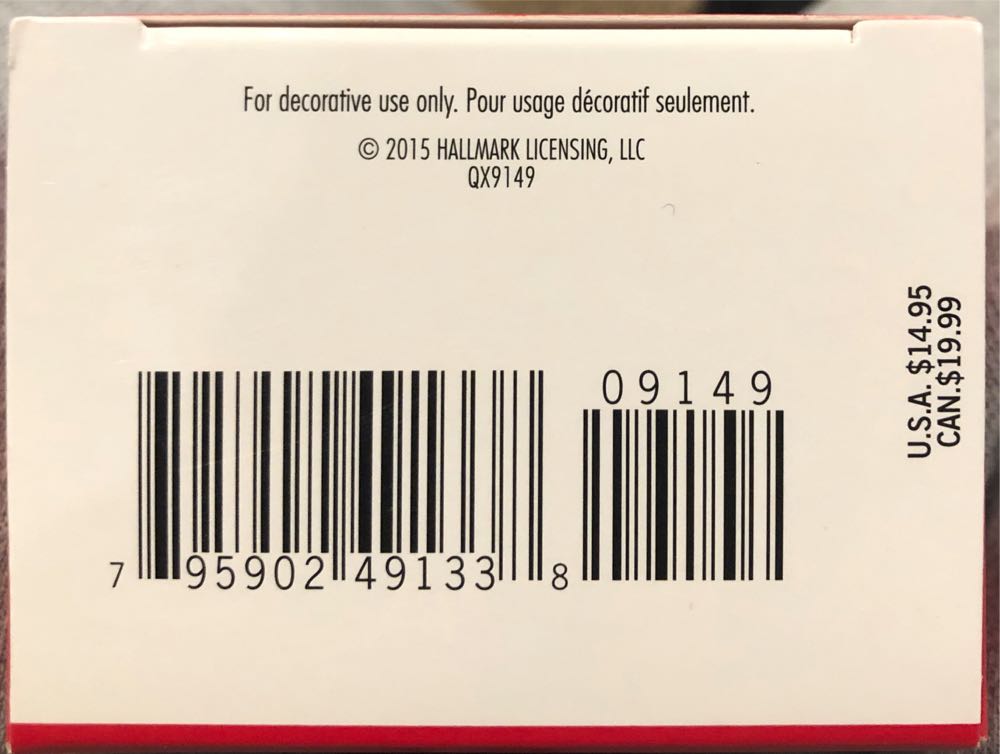 For decorative use only. Pour usage décoratif seulement.
© 2015 HALLMARK LICENSING, LLC
QX9149
U.S.A. $14.95
CAN.$19.99
09149
7 95902 49133 8